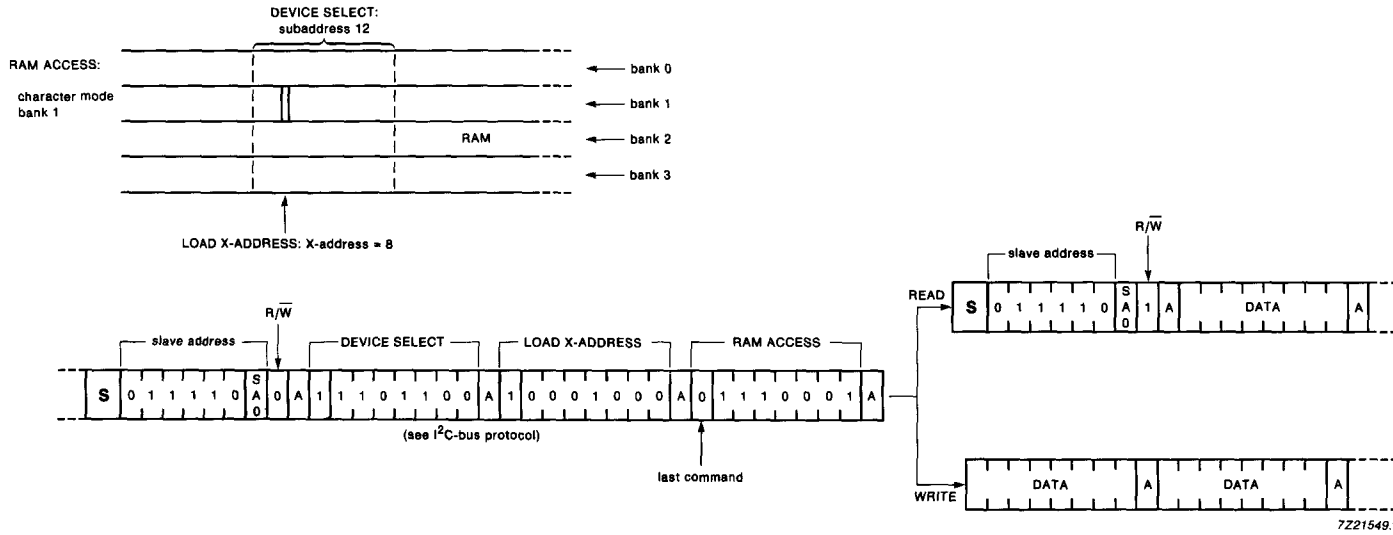 DEVICE SELECT:
subaddress 12
RAM ACCESS:
bank 0
character mode
bank 1
bank 1
RAM
bank 2
bank 3
LOAD X-ADDRESS: X-address = 8
R/W̅
slave address
READ
S 0 1 1 1 1 0 SA0 1 A DATA A
R/W̅
slave address DEVICE SELECT LOAD X-ADDRESS RAM ACCESS
S 0 1 1 1 1 0 SA0 0 A 1 1 1 0 1 1 0 0 A 1 0 0 0 1 0 0 0 A 0 1 1 1 0 0 0 1 A
(see I²C-bus protocol)
last command
WRITE
DATA A DATA A
7Z21549.